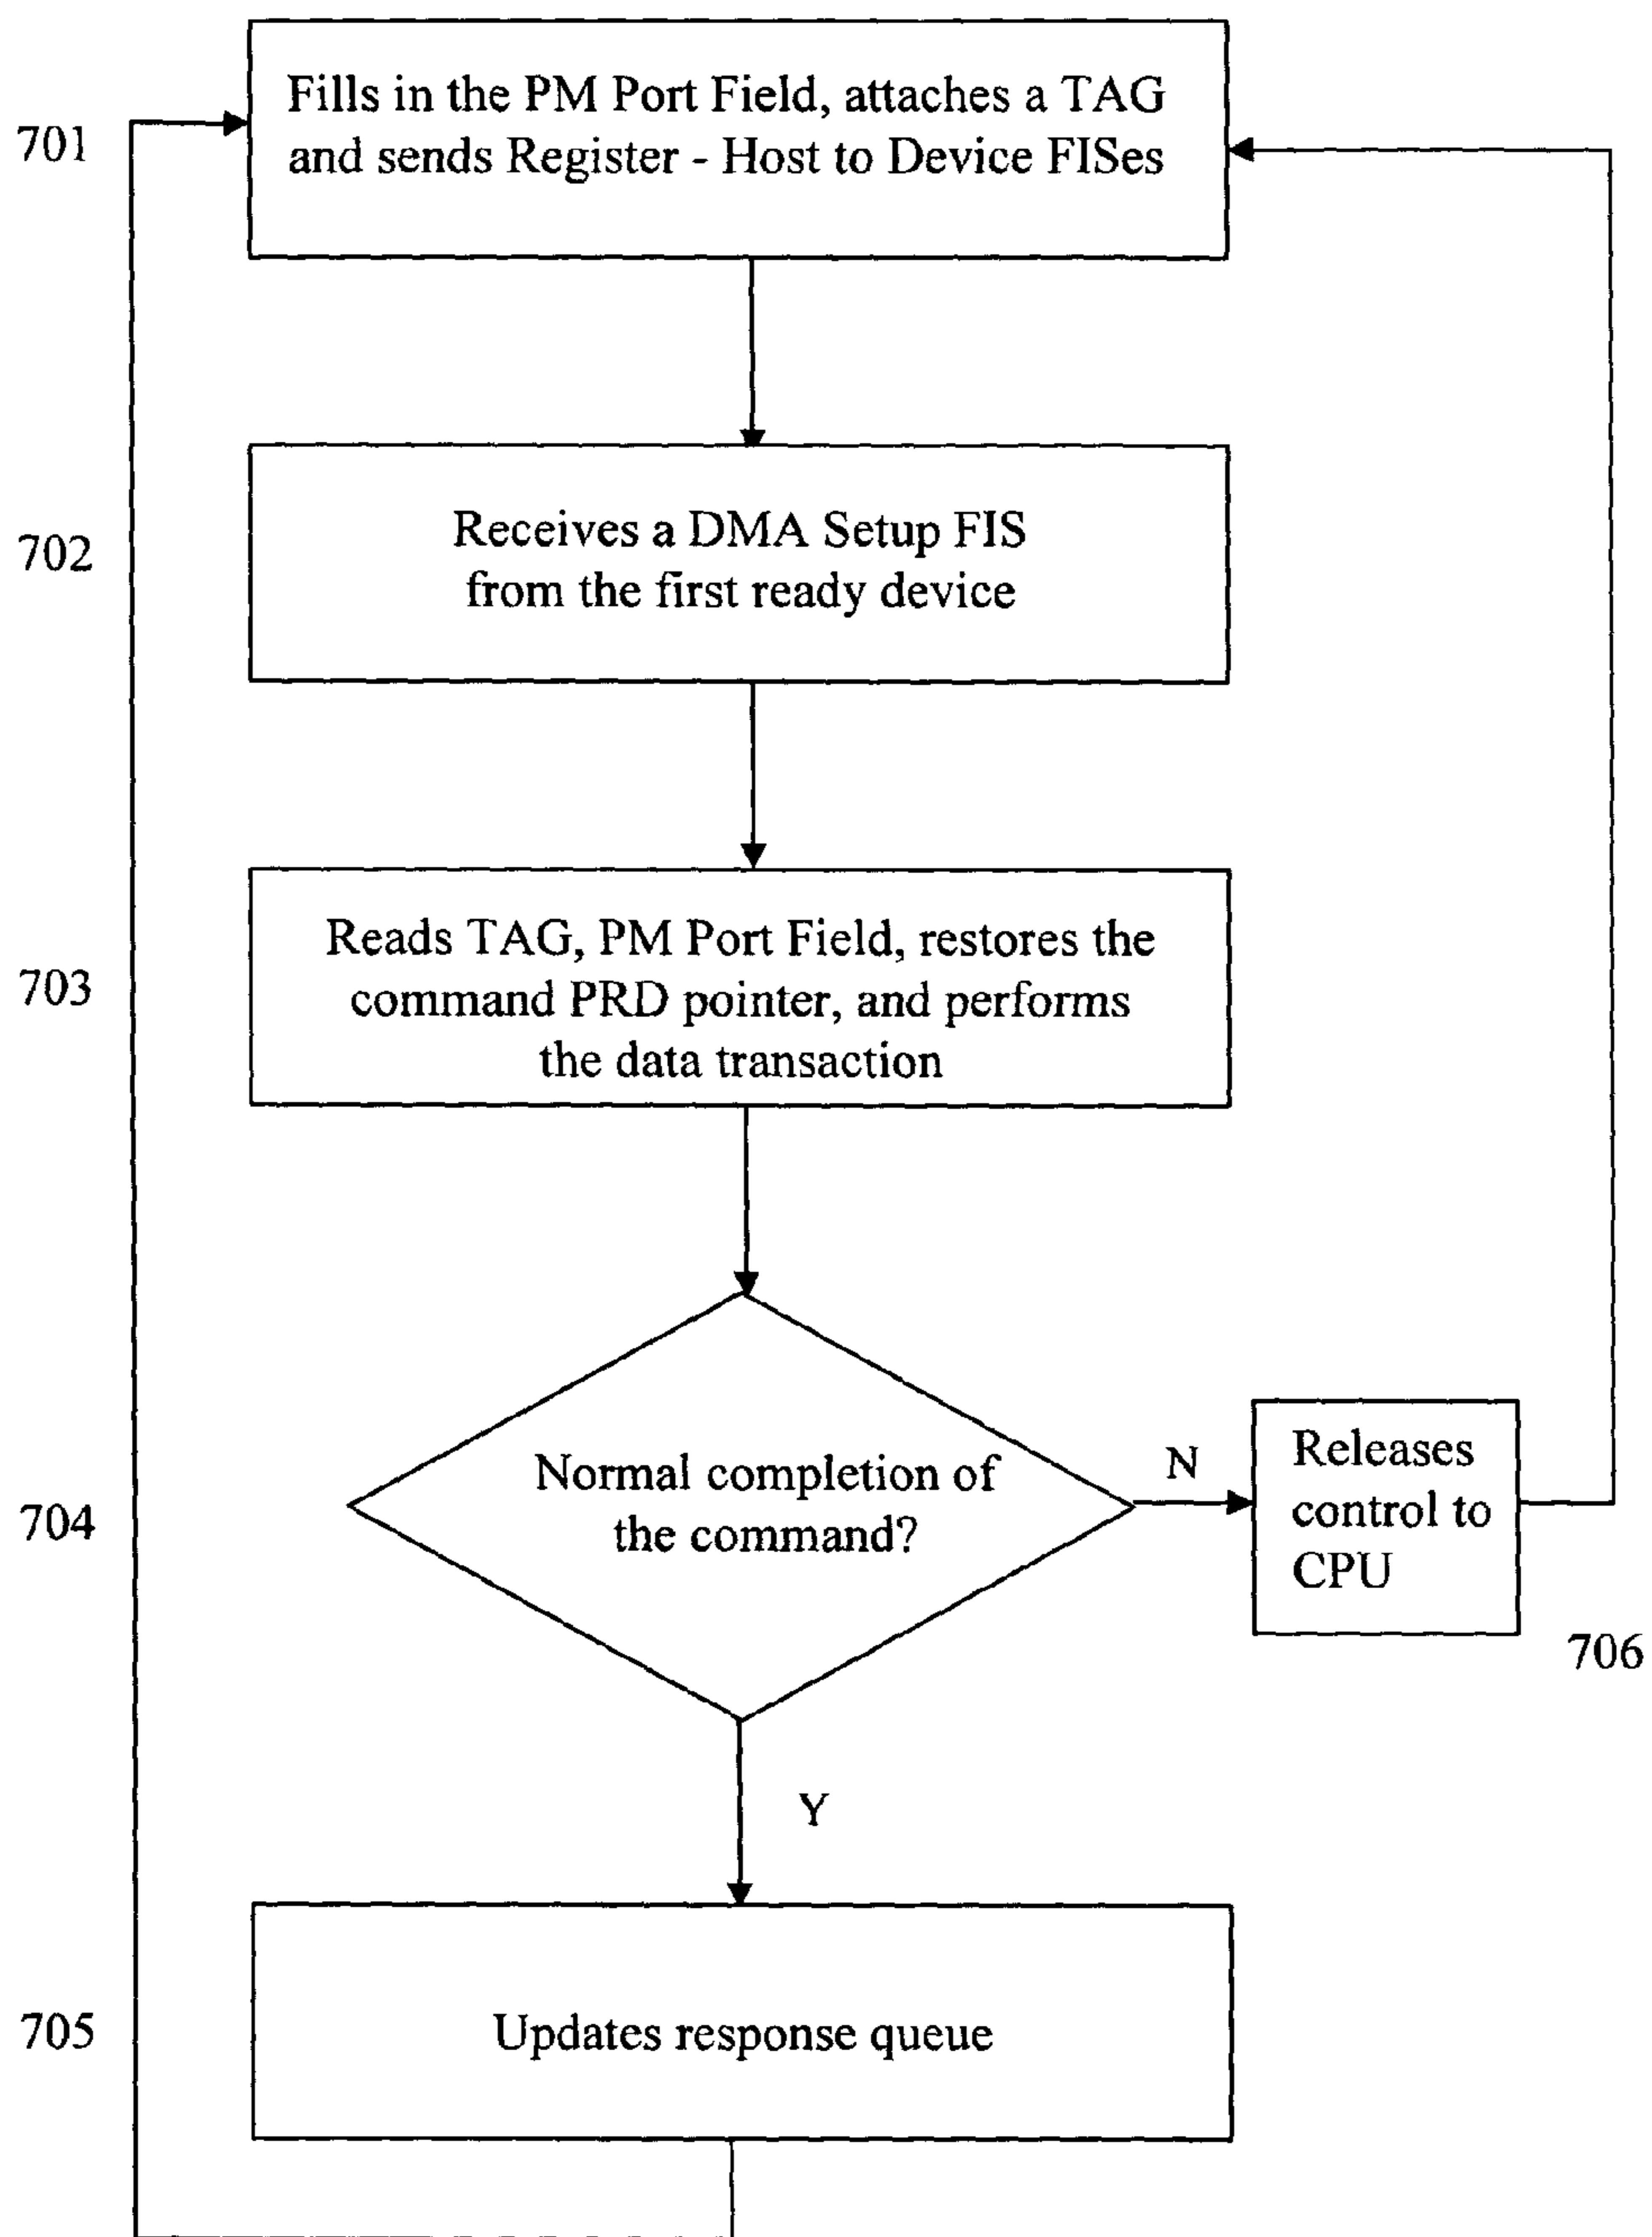 701
Fills in the PM Port Field, attaches a TAG
and sends Register - Host to Device FISes
702
Receives a DMA Setup FIS
from the first ready device
703
Reads TAG, PM Port Field, restores the
command PRD pointer, and performs
the data transaction
704
Normal completion of
the command?
N
Releases
control to
CPU
706
Y
705
Updates response queue